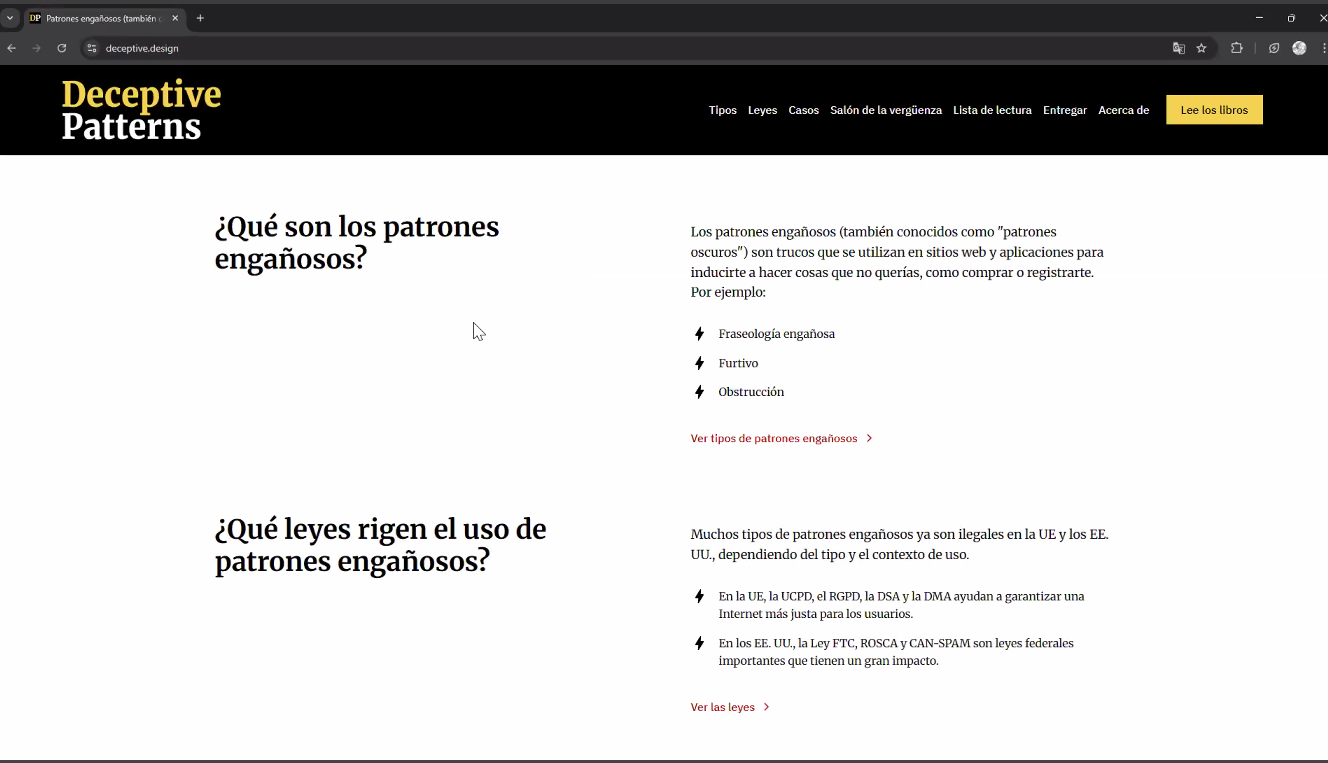 DP Patrones engañosos (también c
deceptive.design
Deceptive
Patterns
Tipos Leyes Casos Salón de la vergüenza Lista de lectura Entregar Acerca de Lee los libros
¿Qué son los patrones
engañosos?
Los patrones engañosos (también conocidos como "patrones
oscuros") son trucos que se utilizan en sitios web y aplicaciones para
inducirte a hacer cosas que no querías, como comprar o registrarte.
Por ejemplo:
Fraseología engañosa
Furtivo
Obstrucción
Ver tipos de patrones engañosos
¿Qué leyes rigen el uso de
patrones engañosos?
Muchos tipos de patrones engañosos ya son ilegales en la UE y los EE.
UU., dependiendo del tipo y el contexto de uso.
En la UE, la UCPD, el RGPD, la DSA y la DMA ayudan a garantizar una
Internet más justa para los usuarios.
En los EE. UU., la Ley FTC, ROSCA y CAN-SPAM son leyes federales
importantes que tienen un gran impacto.
Ver las leyes